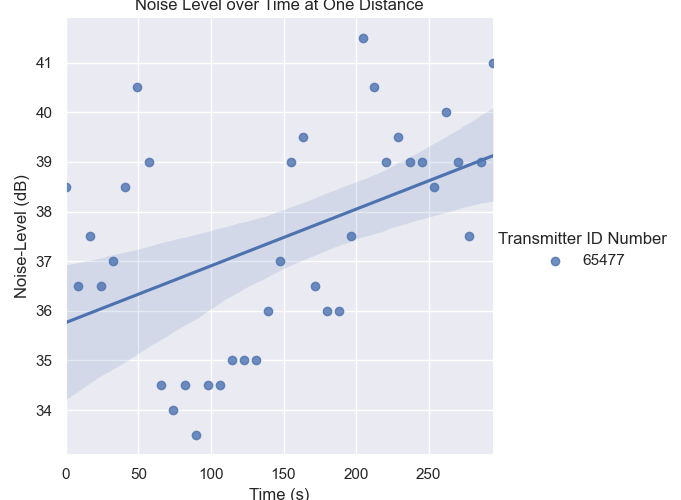 Noise Level over Time at One Distance
41
40
39
38
37
36
35
34
Noise-Level (dB)
0 50 100 150 200 250
Time (s)
Transmitter ID Number
65477